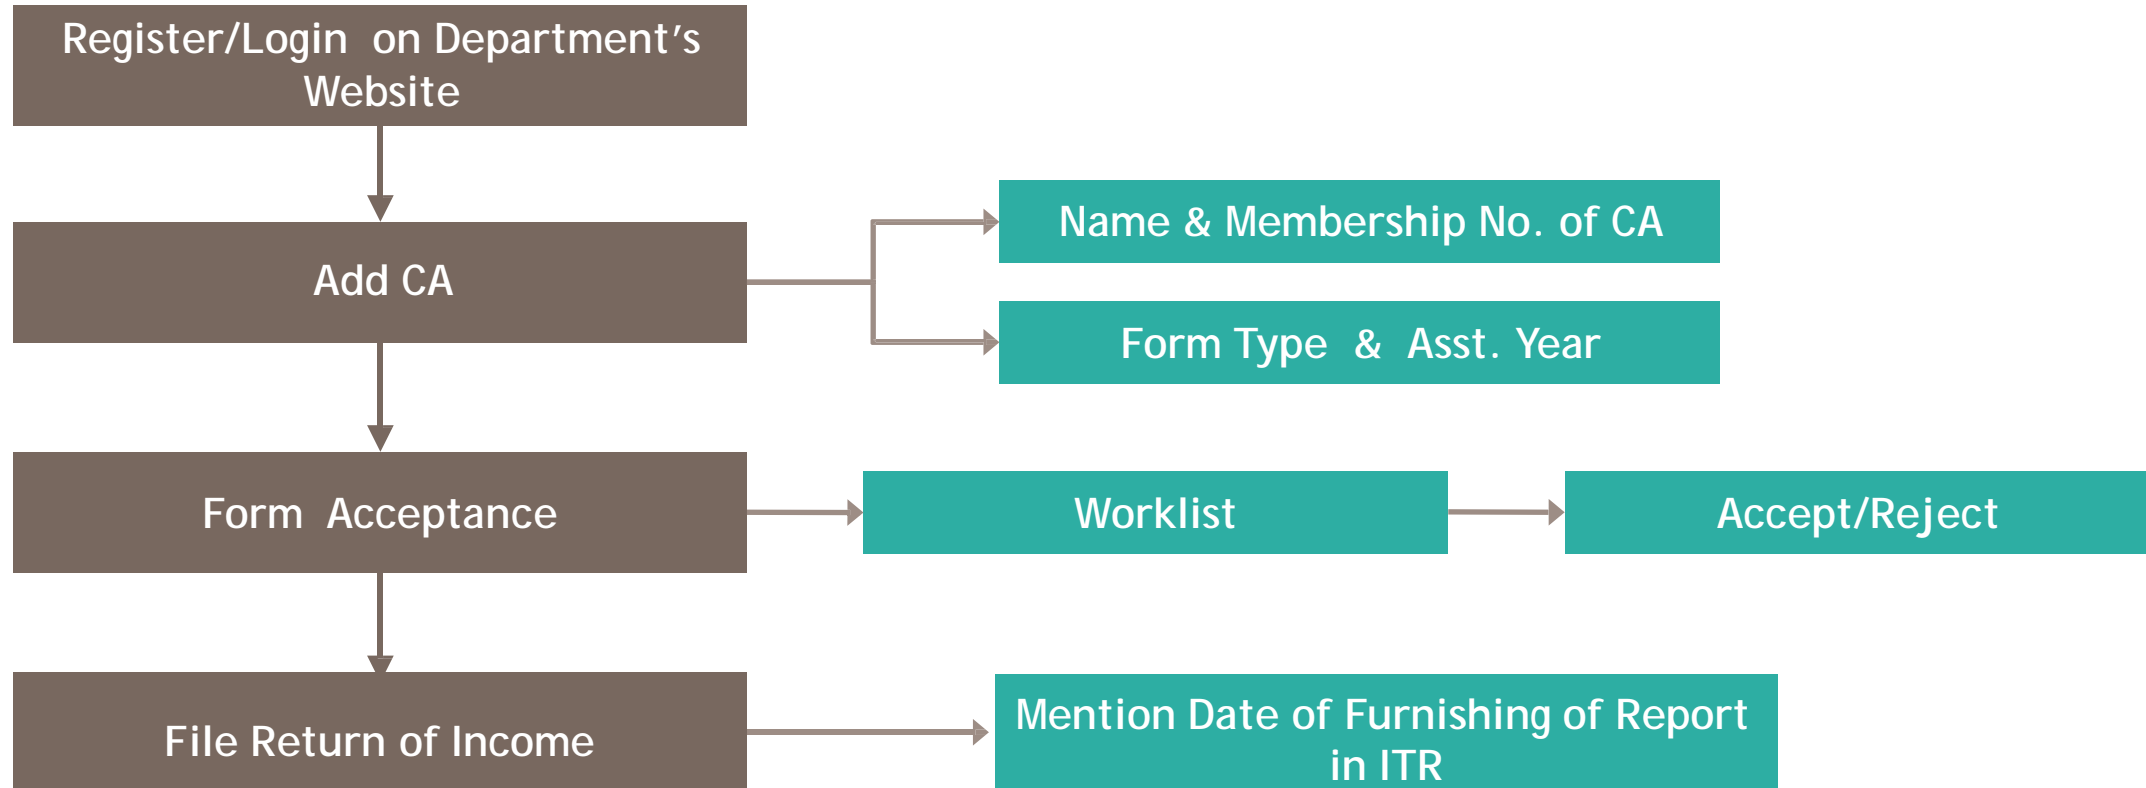 Register/Login on Department's
Website
Add CA
Name & Membership No. of CA
Form Type & Asst. Year
Form Acceptance
Worklist
Accept/Reject
File Return of Income
Mention Date of Furnishing of Report
in ITR